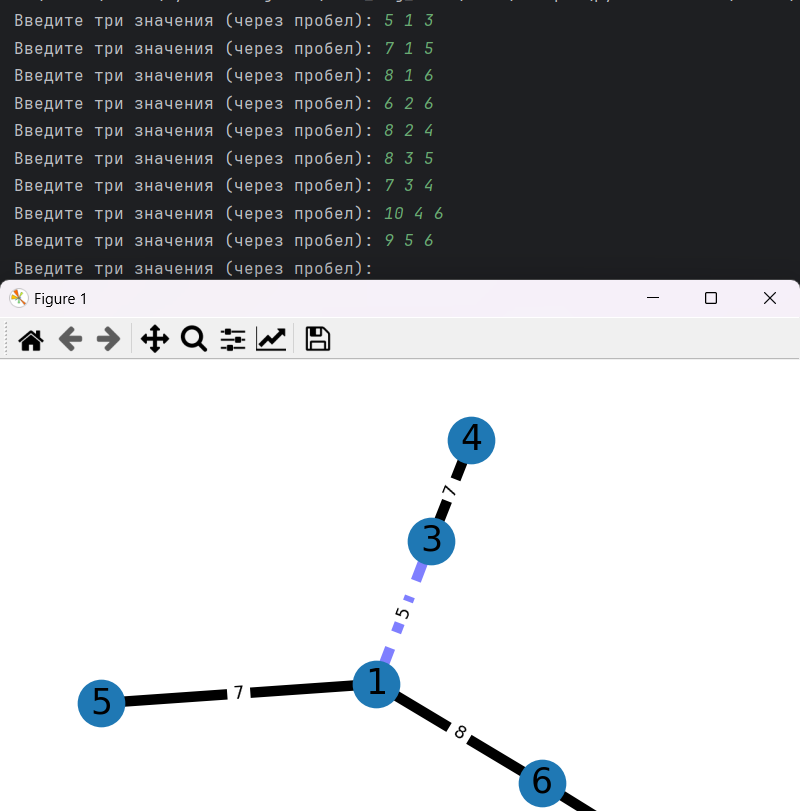 Введите три значения (через пробел): 5 1 3
Введите три значения (через пробел): 7 1 5
Введите три значения (через пробел): 8 1 6
Введите три значения (через пробел): 6 2 6
Введите три значения (через пробел): 8 2 4
Введите три значения (через пробел): 8 3 5
Введите три значения (через пробел): 7 3 4
Введите три значения (через пробел): 10 4 6
Введите три значения (через пробел): 9 5 6
Введите три значения (через пробел):
Figure 1
4
7
3
5
1
5
7
8
6